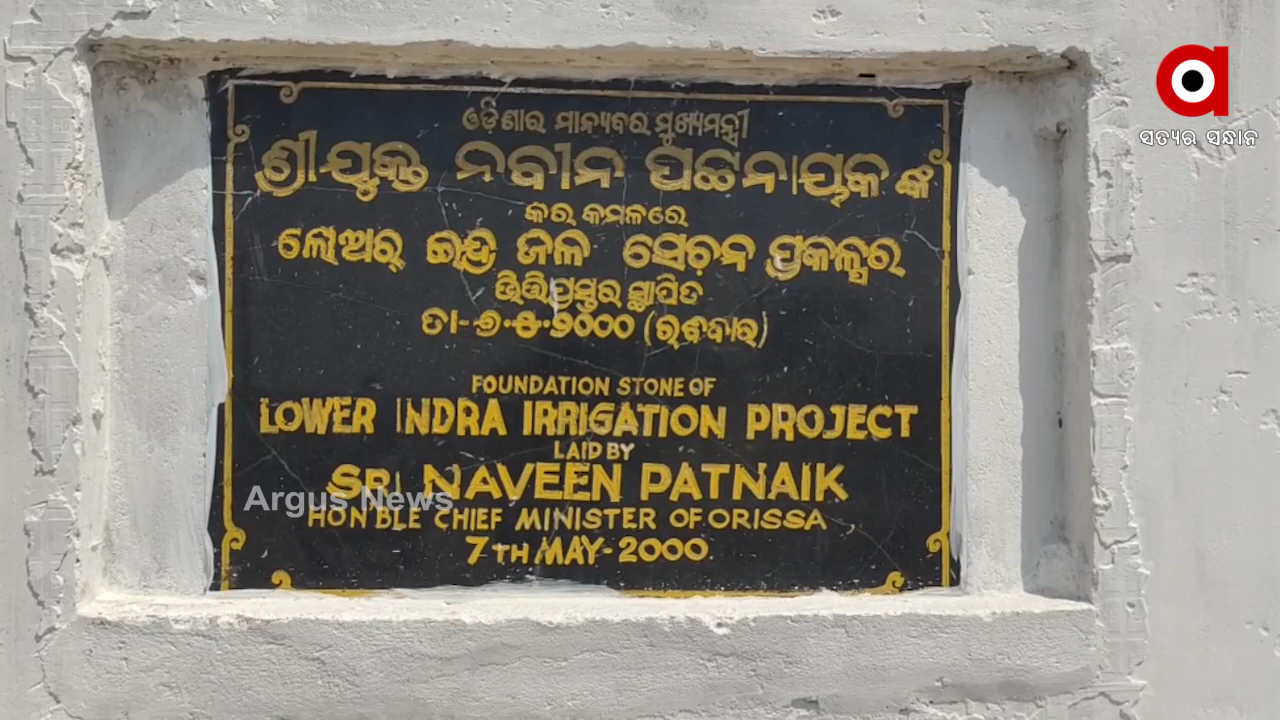 ଓଡ଼ିଶାର ମାନ୍ୟବର ମୁଖ୍ୟମନ୍ତ୍ରୀ
ଶ୍ରୀଯୁକ୍ତ ନବୀନ ପଟ୍ଟନାୟକ ଙ୍କ
କର କମଳରେ
ଲୋୱାର୍ ଇନ୍ଦ୍ର ଜଳ ସେଚନ ପ୍ରକଳ୍ପର
ଭିତ୍ତିପ୍ରସ୍ତର ସ୍ଥାପିତ
ତା-୭-୫-୨୦୦୦ (ରବିବାର)
FOUNDATION STONE OF
LOWER INDRA IRRIGATION PROJECT
LAID BY
SRI NAVEEN PATNAIK
HON'BLE CHIEF MINISTER OF ORISSA
7TH MAY-2000.
Argus News
ସତ୍ୟର ସନ୍ଧାନ